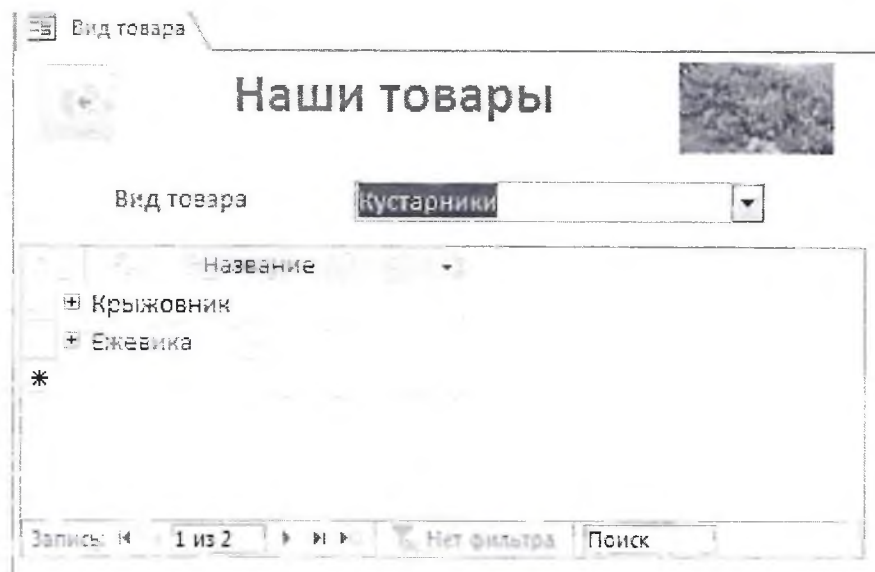 Вид товара
Наши товары
Вид товара Кустарники
Название
Крыжовник
Ежевика
Запись: 1 из 2 Нет фильтра Поиск